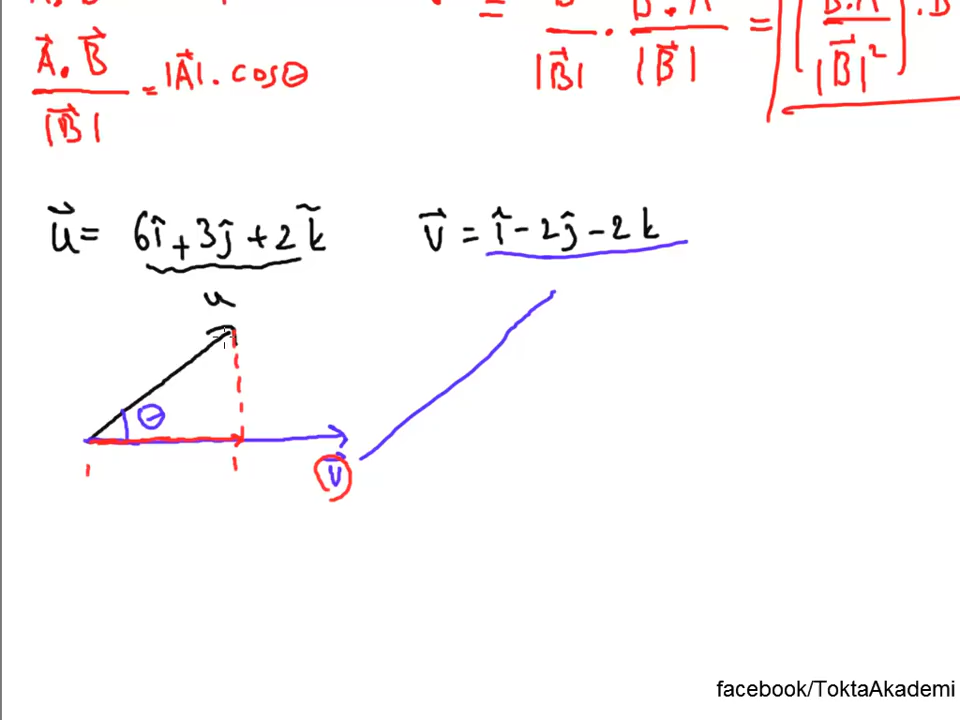 A⃗ . B⃗ / |B⃗| = |A⃗| . cosθ
= / |B⃗| . B . A / |B⃗| = ( B . A / |B⃗|² ) . B
u⃗ = 6î + 3ĵ + 2k̃
v⃗ = î - 2ĵ - 2k
u
θ
v⃗
facebook/ToktaAkademi